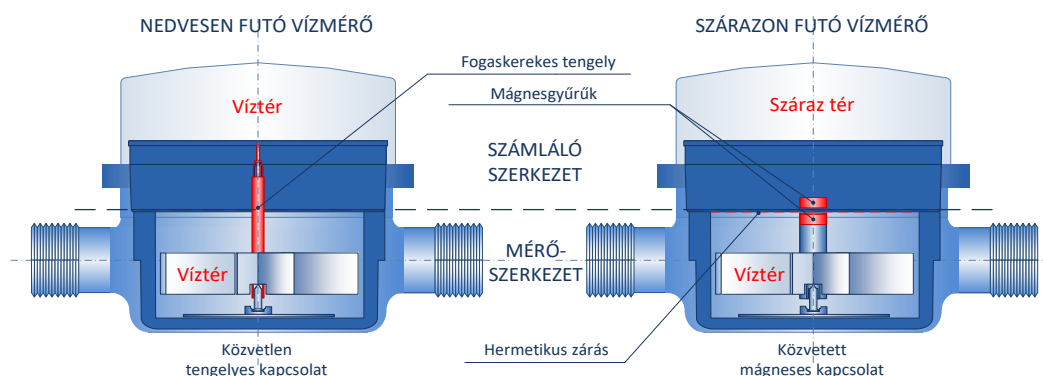 NEDVESEN FUTÓ VÍZMÉRŐ
SZÁRAZON FUTÓ VÍZMÉRŐ
Fogaskerekes tengely
Mágnesgyűrűk
Víztér
Száraz tér
SZÁMLÁLÓ
SZERKEZET
MÉRŐ-
SZERKEZET
Víztér
Víztér
Hermetikus zárás
Közvetlen
tengelyes kapcsolat
Közvetett
mágneses kapcsolat